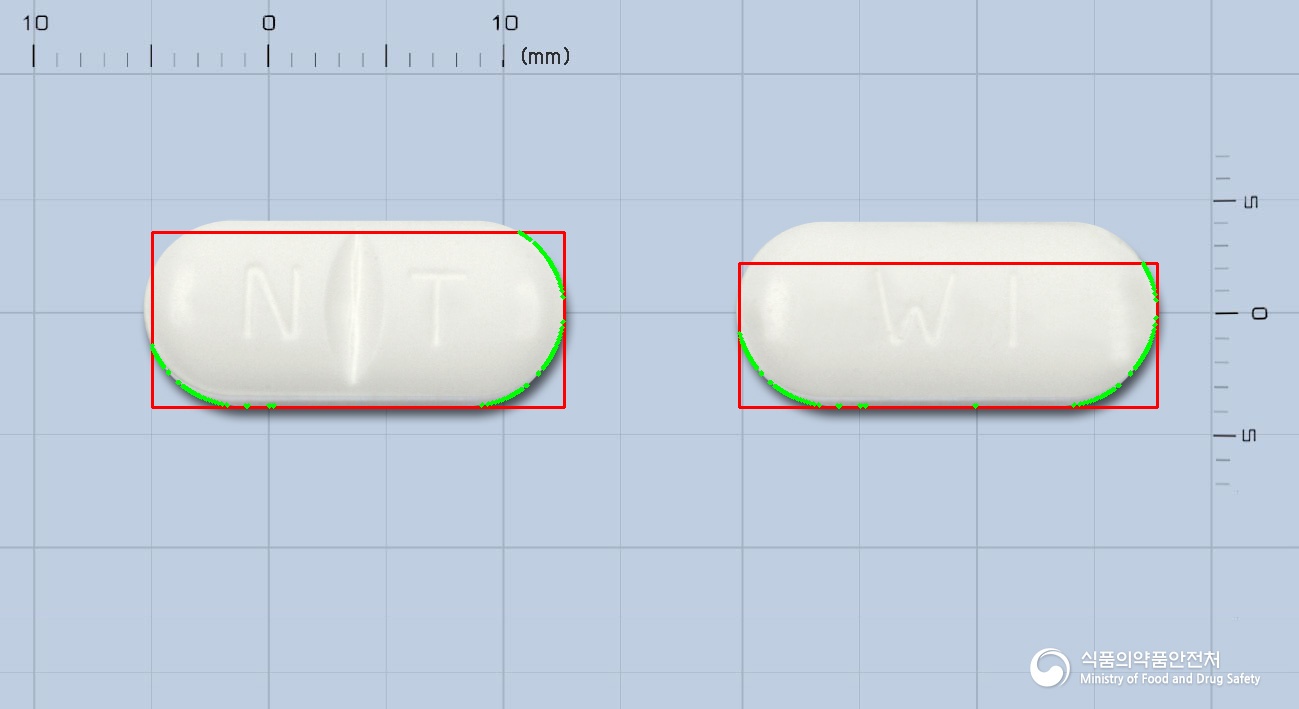 10 0 10
(mm)
N T
W I
5
0
5
식품의약품안전처
Ministry of Food and Drug Safety